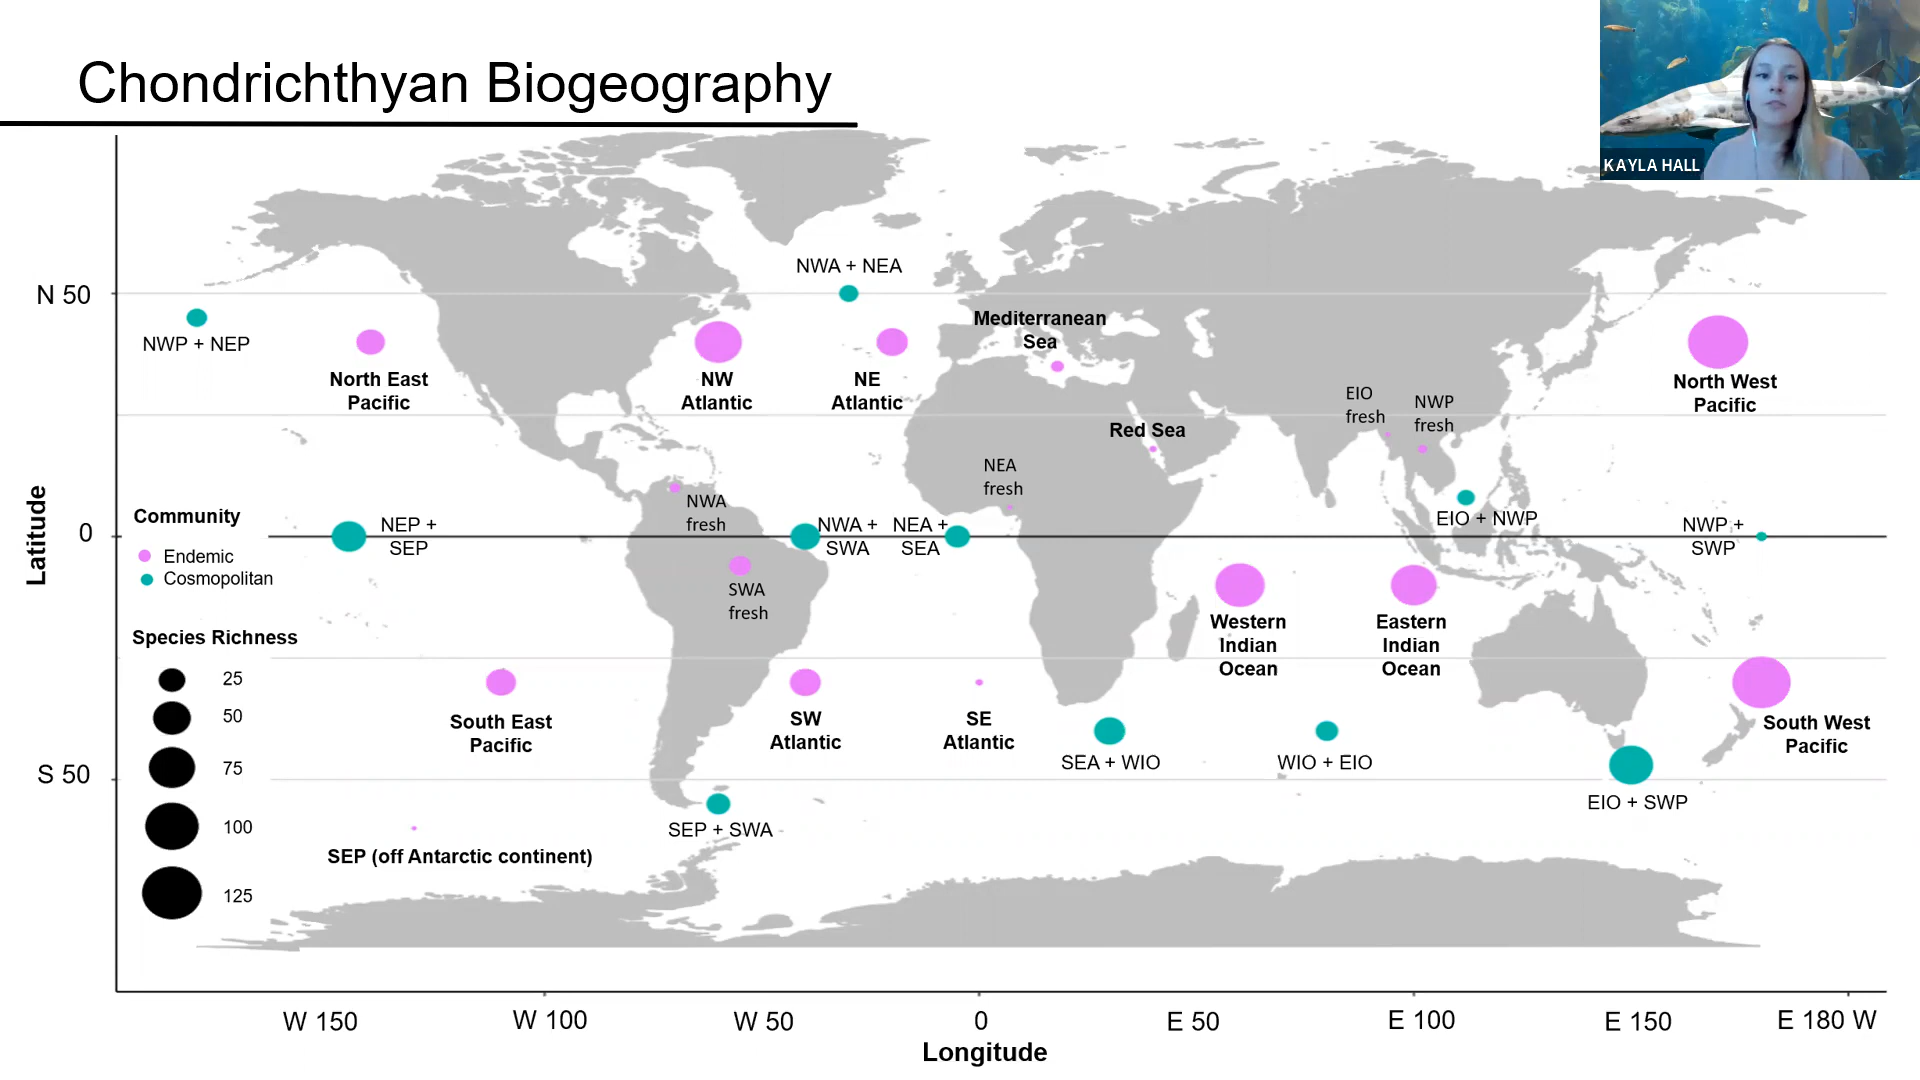 Chondrichthyan Biogeography
KAYLA HALL
NWA + NEA
N 50
Mediterranean
Sea
NWP + NEP
North East
Pacific
NW
Atlantic
NE
Atlantic
North West
Pacific
EIO
fresh
NWP
fresh
Red Sea
NEA
fresh
NWA
fresh
Latitude
Community
Endemic
Cosmopolitan
0
NEP +
SEP
NWA +
SWA
NEA +
SEA
EIO + NWP
NWP +
SWP
SWA
fresh
Western
Indian
Ocean
Eastern
Indian
Ocean
Species Richness
25
50
75
100
125
South East
Pacific
SW
Atlantic
SE
Atlantic
South West
Pacific
SEA + WIO
WIO + EIO
S 50
EIO + SWP
SEP + SWA
SEP (off Antarctic continent)
W 150
W 100
W 50
0
E 50
E 100
E 150
E 180 W
Longitude